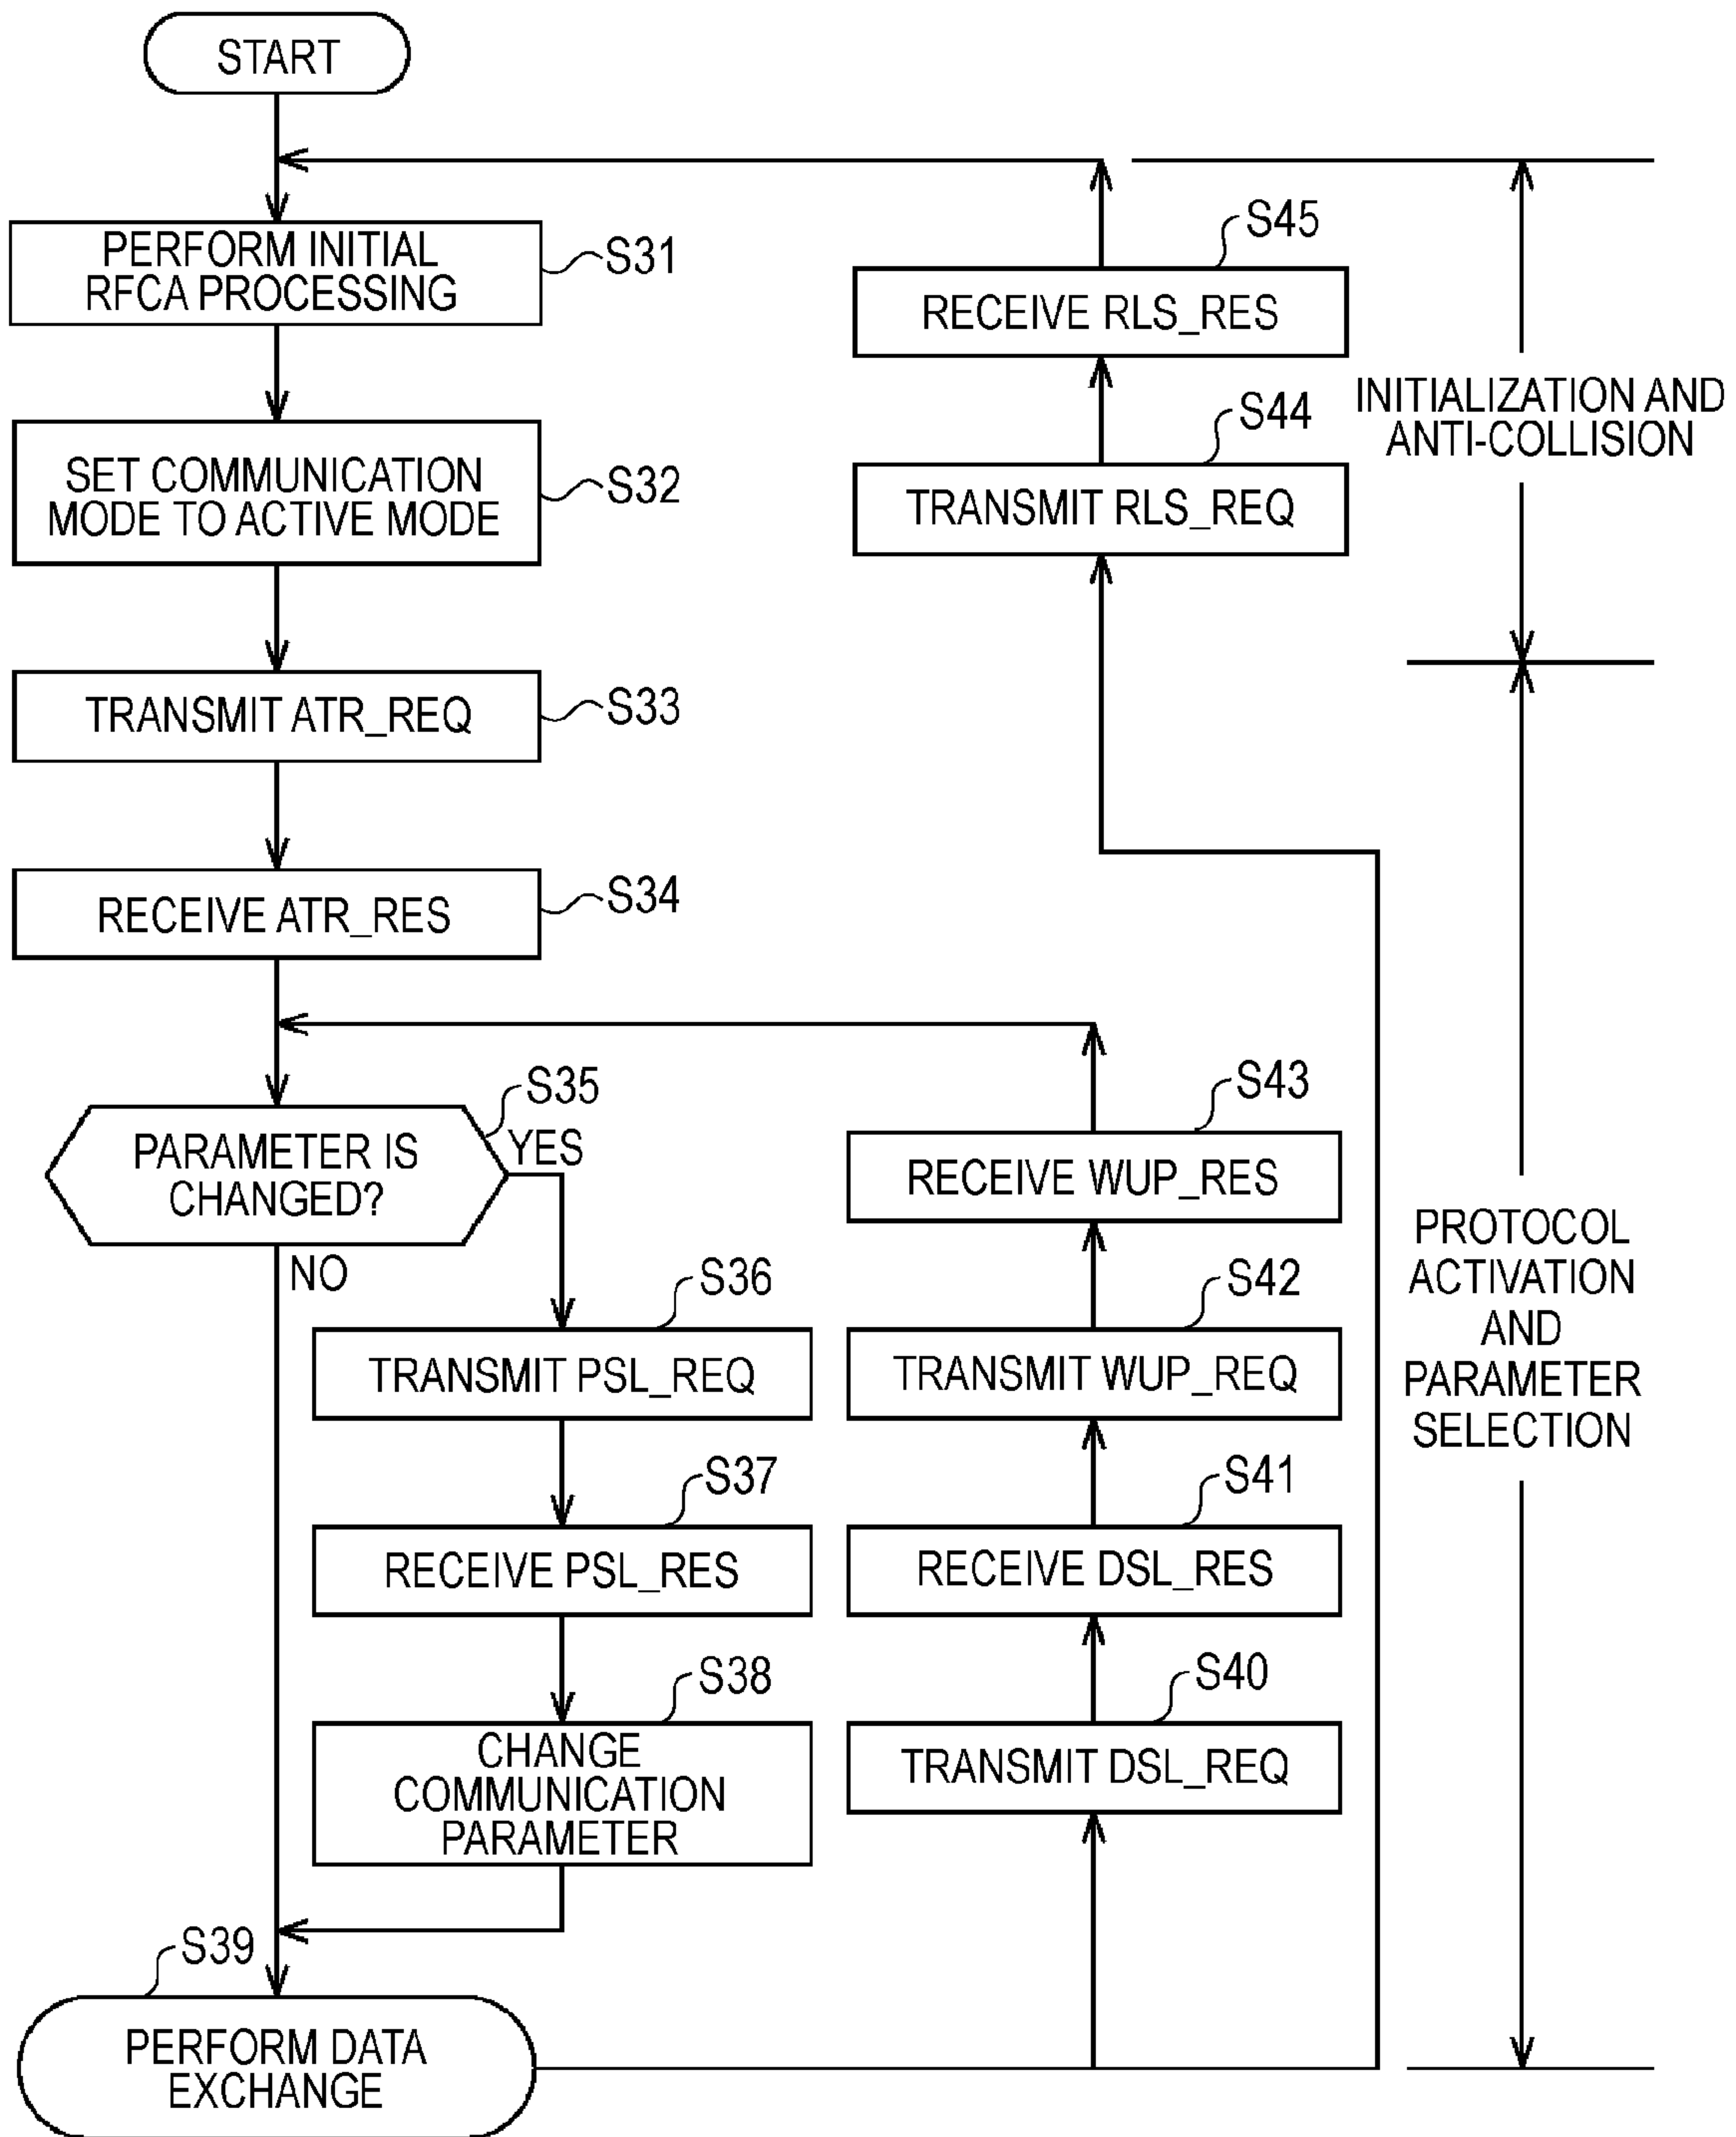 START
PERFORM INITIAL
RFCA PROCESSING
S31
SET COMMUNICATION
MODE TO ACTIVE MODE
S32
TRANSMIT ATR_REQ
S33
RECEIVE ATR_RES
S34
PARAMETER IS
CHANGED?
S35
YES
NO
S36
TRANSMIT PSL_REQ
S37
RECEIVE PSL_RES
S38
CHANGE
COMMUNICATION
PARAMETER
S39
PERFORM DATA
EXCHANGE
S45
RECEIVE RLS_RES
S44
TRANSMIT RLS_REQ
S43
RECEIVE WUP_RES
S42
TRANSMIT WUP_REQ
S41
RECEIVE DSL_RES
S40
TRANSMIT DSL_REQ
INITIALIZATION AND
ANTI-COLLISION
PROTOCOL
ACTIVATION
AND
PARAMETER
SELECTION